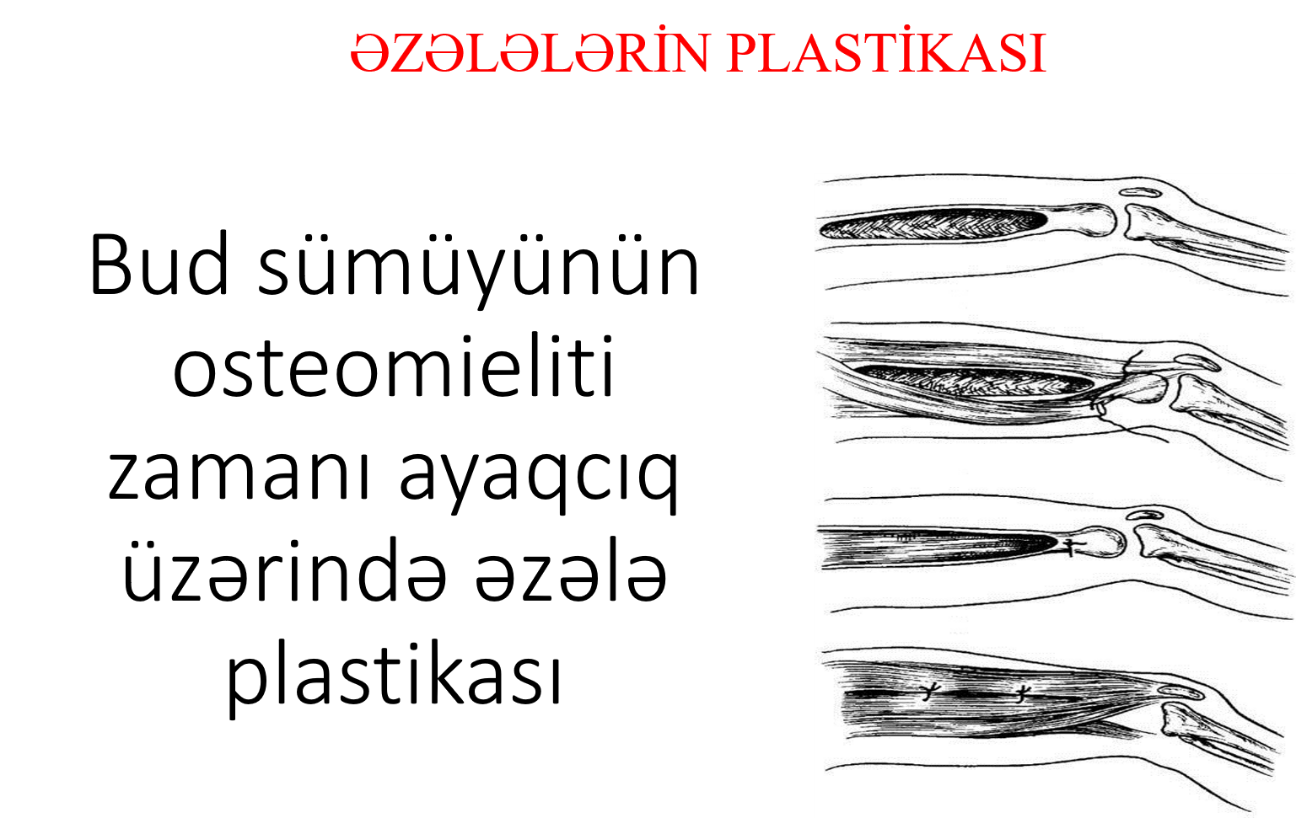 ƏZƏLƏLƏRİN PLASTİKASI
Bud sümüyünün
osteomieliti
zamanı ayaqcıq
üzərində əzələ
plastikası